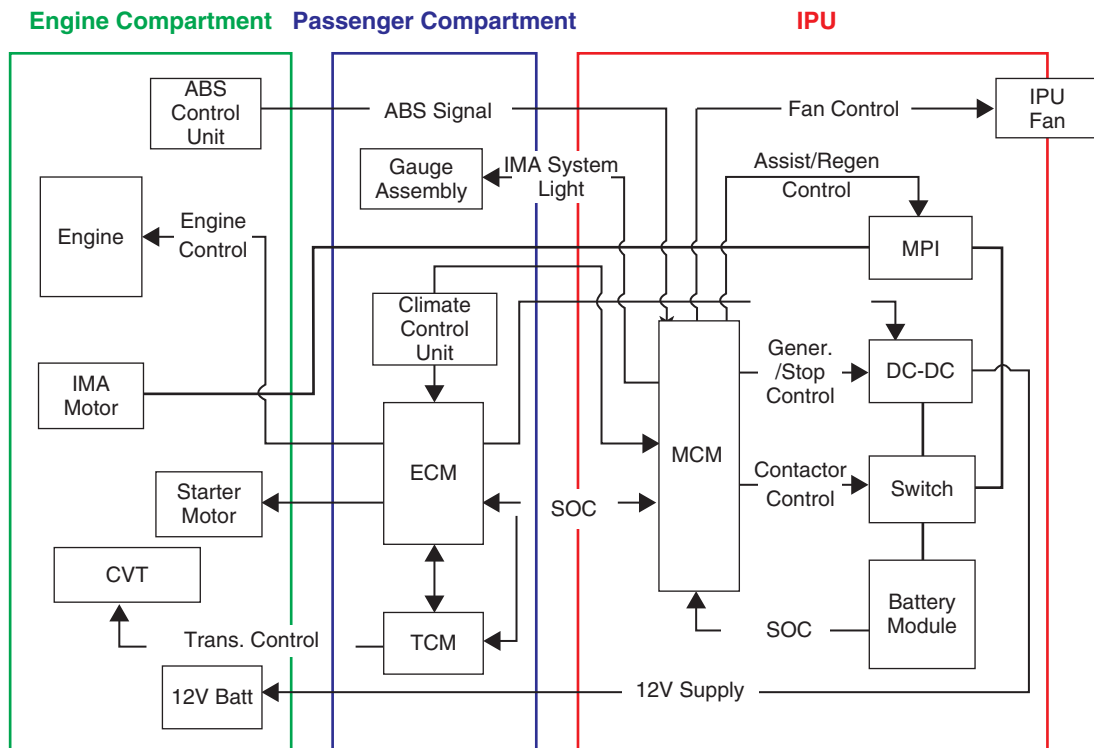 Engine Compartment
Passenger Compartment
IPU
ABS
Control
Unit
ABS Signal
Fan Control
IPU
Fan
Gauge
Assembly
IMA System
Light
Assist/Regen
Control
Engine
Engine
Control
MPI
Climate
Control
Unit
IMA
Motor
Gener.
/Stop
Control
DC-DC
ECM
MCM
Contactor
Control
Switch
Starter
Motor
SOC
CVT
Battery
Module
Trans. Control
TCM
SOC
12V Batt
12V Supply